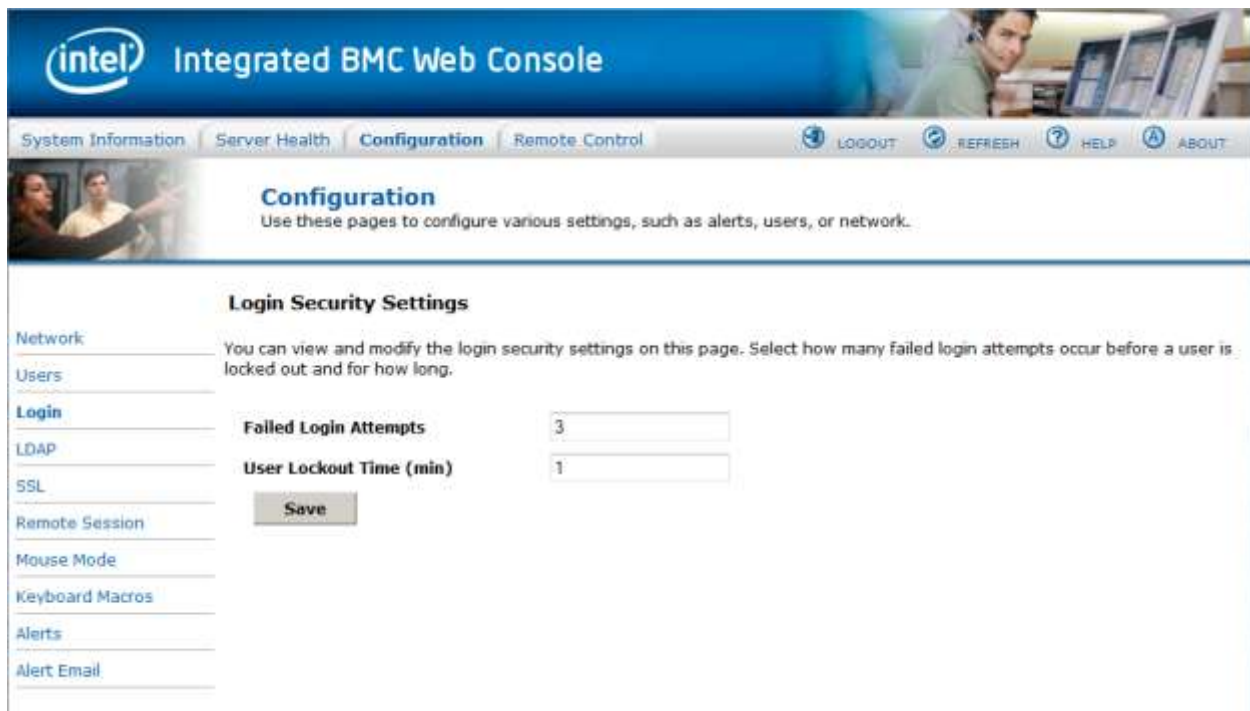 intel Integrated BMC Web Console
System Information Server Health Configuration Remote Control LOGOUT REFRESH HELP ABOUT
Configuration
Use these pages to configure various settings, such as alerts, users, or network.
Login Security Settings
You can view and modify the login security settings on this page. Select how many failed login attempts occur before a user is
locked out and for how long.
Network
Users
Login
LDAP
SSL
Remote Session
Mouse Mode
Keyboard Macros
Alerts
Alert Email
Failed Login Attempts 3
User Lockout Time (min) 1
Save